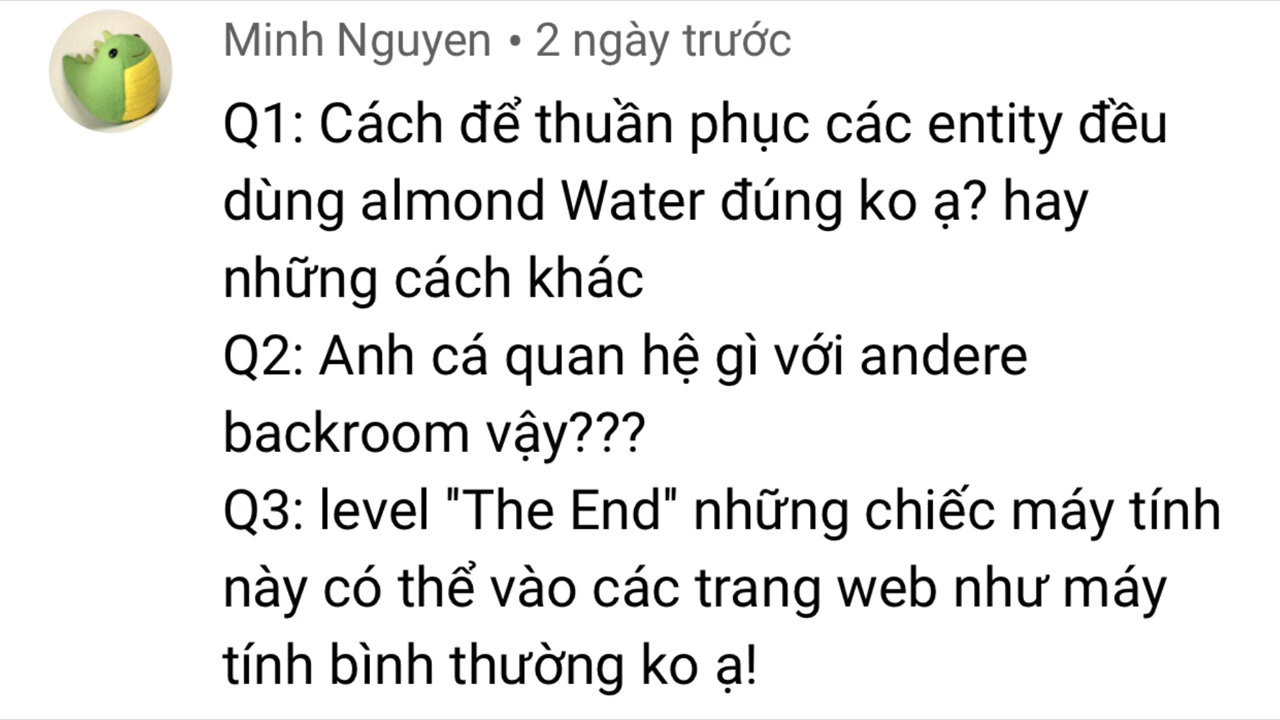 Minh Nguyen • 2 ngày trước
Q1: Cách để thuần phục các entity đều
dùng almond Water đúng ko ạ? hay
những cách khác
Q2: Anh cá quan hệ gì với andere
backroom vậy???
Q3: level "The End" những chiếc máy tính
này có thể vào các trang web như máy
tính bình thường ko ạ!